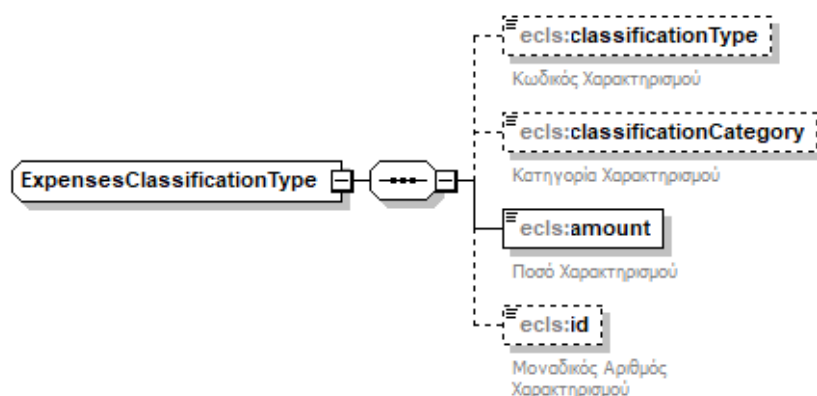 ecls:classificationType
Κωδικός Χαρακτηρισμού
ecls:classificationCategory
Κατηγορία Χαρακτηρισμού
ExpensesClassificationType
ecls:amount
Ποσό Χαρακτηρισμού
ecls:id
Μοναδικός Αριθμός
Χαρακτηρισμού